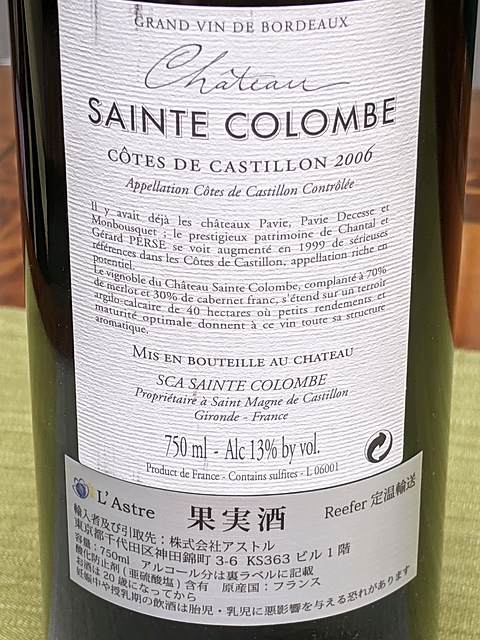 GRAND VIN DE BORDEAUX
Château
SAINTE COLOMBE
CÔTES DE CASTILLON 2006
Appellation Côtes de Castillon Contrôlée
Il y avait déjà les châteaux Pavie, Pavie Decesse et
Monbousquet ; le prestigieux patrimoine de Chantal et
Gérard PERSE se voit augmenté en 1999 de sérieuses
références dans les Côtes de Castillon, appellation riche en
potentiel.
Le vignoble du Château Sainte Colombe, complanté à 70%
de merlot et 30% de cabernet franc, s'étend sur un terroir
argilo-calcaire de 40 hectares où petits rendements et
maturité optimale donnent à ce vin toute sa structure
aromatique.
MIS EN BOUTEILLE AU CHATEAU
SCA SAINTE COLOMBE
Propriétaire à Saint Magne de Castillon
Gironde - France
750 ml - Alc 13% by vol.
Product de France - Contains sulfites - L 06001
L'Astre 果実酒 Reefer 定温輸送
輸入者及び引取先：株式会社アストル
東京都千代田区神田錦町 3-6 KS363 ビル 1 階
容量：750ml アルコール分は裏ラベルに記載
酸化防止剤（亜硫酸塩）含有 原産国：フランス
お酒は 20 歳になってから
妊娠中や授乳期の飲酒は胎児・乳児に悪影響を与える恐れがあります